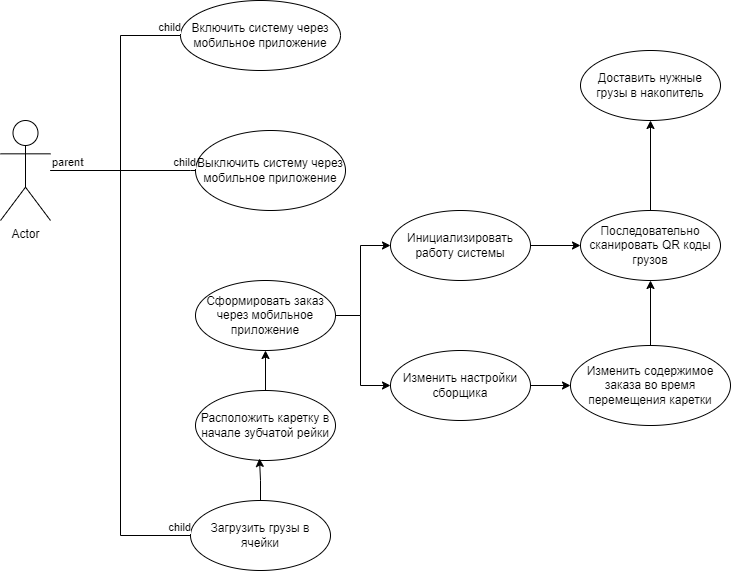 child
Включить систему через
мобильное приложение
Доставить нужные
грузы в накопитель
parent
child
Выключить систему через
мобильное приложение
Actor
Инициализировать
работу системы
Последовательно
сканировать QR коды
грузов
Сформировать заказ
через мобильное
приложение
Изменить настройки
сборщика
Изменить содержимое
заказа во время
перемещения каретки
Расположить каретку в
начале зубчатой рейки
child
Загрузить грузы в
ячейки